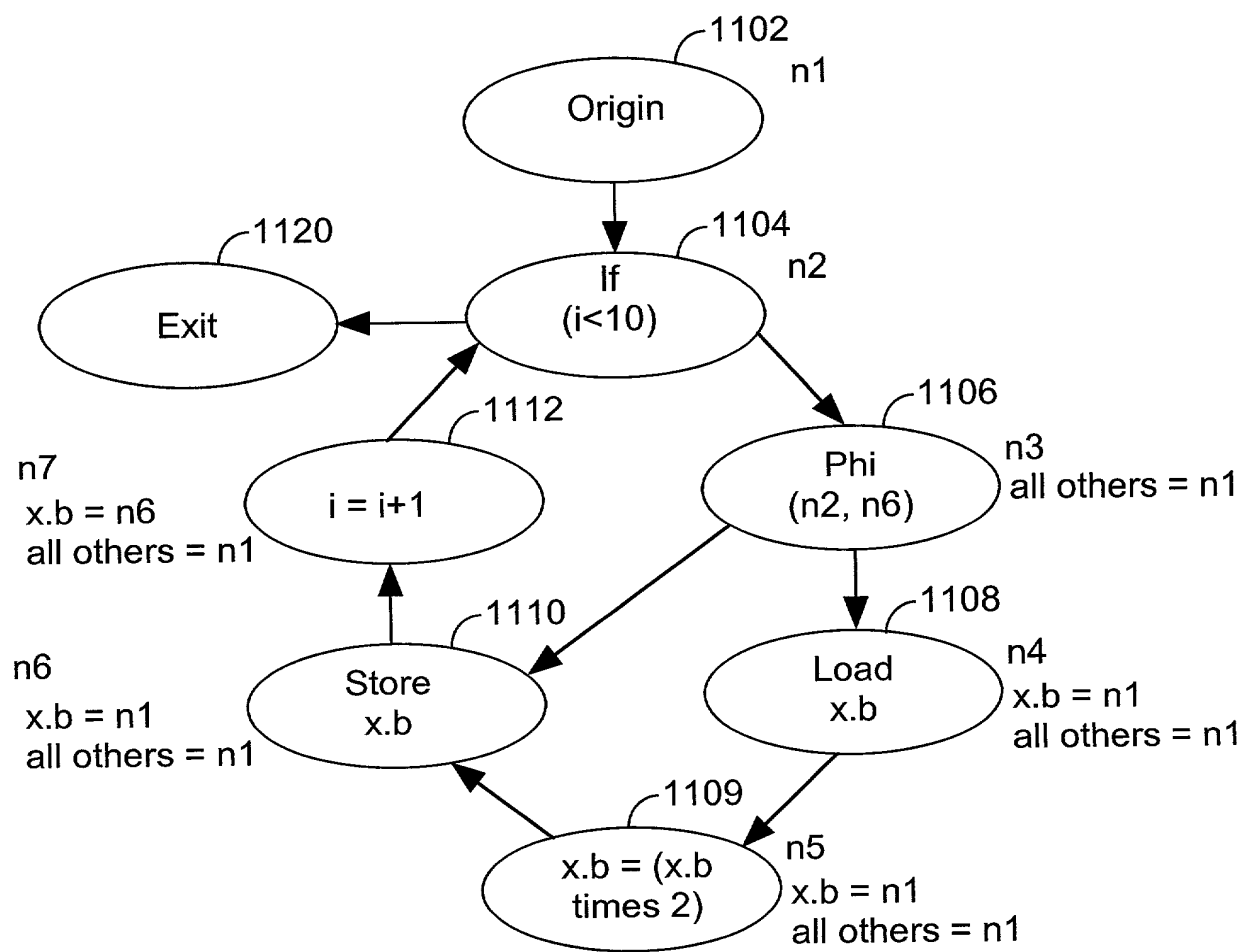 1102
n1
Origin
1120
1104
n2
If
(i<10)
Exit
1112
1106
n7
x.b = n6
all others = n1
i = i+1
Phi
(n2, n6)
n3
all others = n1
1110
1108
n6
x.b = n1
all others = n1
Store
x.b
Load
x.b
n4
x.b = n1
all others = n1
1109
x.b = (x.b
times 2)
n5
x.b = n1
all others = n1